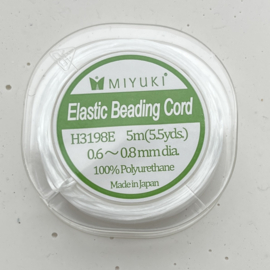 MIYUKI
Elastic Beading Cord
H3198E 5m(5.5yds.)
0.6～0.8mm dia.
100% Polyurethane
Made in Japan